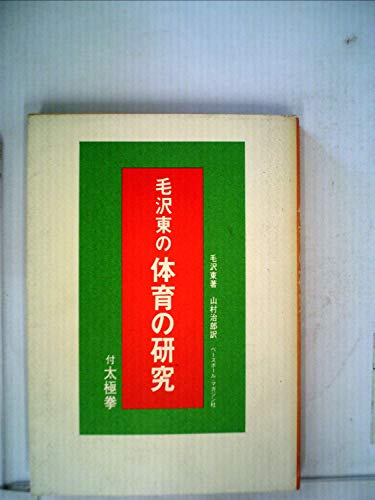 毛沢東の 体育の研究
毛沢東著 山村治郎訳 ベースボール・マガジン社
付 太極拳